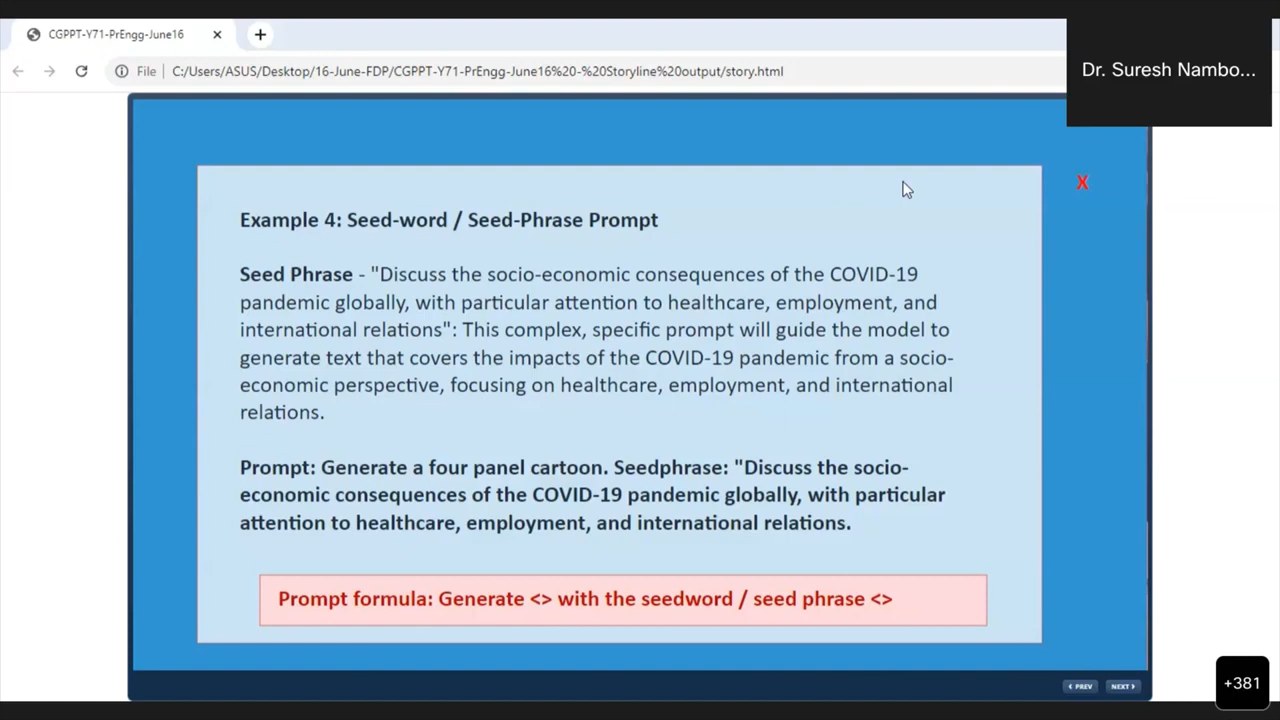 CGPPT-Y71-PrEngg-June16
File
C:/Users/ASUS/Desktop/16-June-FDP/CGPPT-Y71-PrEngg-June16%20-%20Storyline%20output/story.html
Dr. Suresh Nambo...
X
Example 4: Seed-word / Seed-Phrase Prompt
Seed Phrase - "Discuss the socio-economic consequences of the COVID-19
pandemic globally, with particular attention to healthcare, employment, and
international relations": This complex, specific prompt will guide the model to
generate text that covers the impacts of the COVID-19 pandemic from a socio-
economic perspective, focusing on healthcare, employment, and international
relations.
Prompt: Generate a four panel cartoon. Seedphrase: "Discuss the socio-
economic consequences of the COVID-19 pandemic globally, with particular
attention to healthcare, employment, and international relations.
Prompt formula: Generate <> with the seedword / seed phrase <>
PREV
NEXT
+381